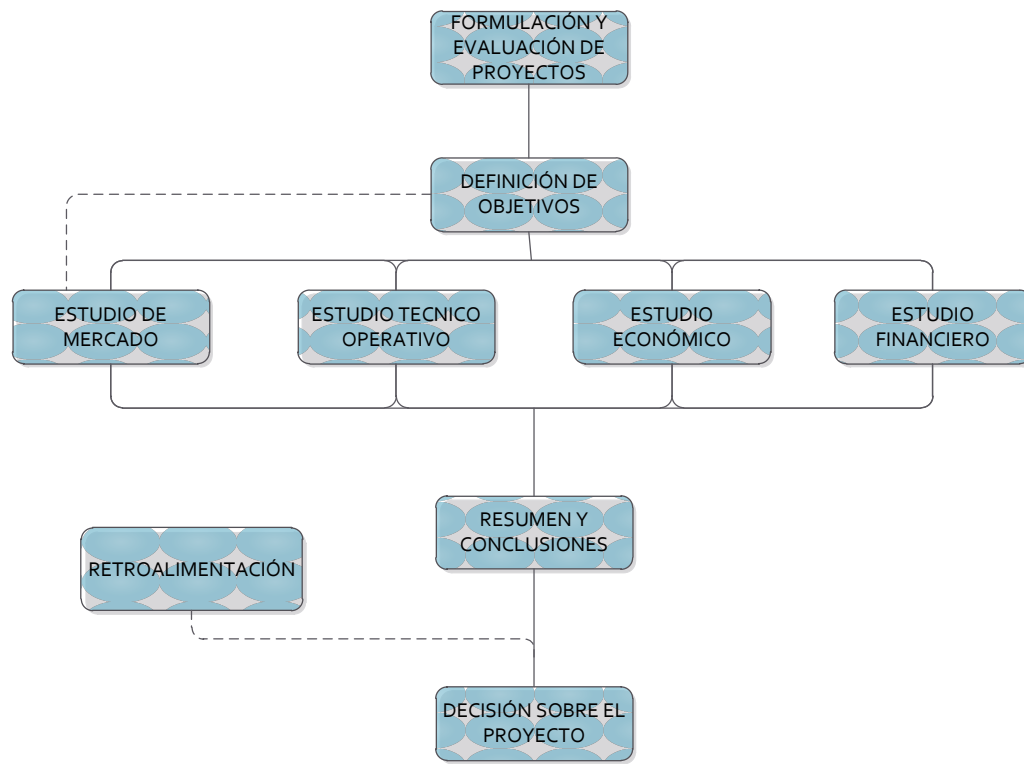 FORMULACIÓN Y
EVALUACIÓN DE
PROYECTOS
DEFINICIÓN DE
OBJETIVOS
ESTUDIO DE
MERCADO
ESTUDIO TECNICO
OPERATIVO
ESTUDIO
ECONÓMICO
ESTUDIO
FINANCIERO
RESUMEN Y
CONCLUSIONES
RETROALIMENTACIÓN
DECISIÓN SOBRE EL
PROYECTO